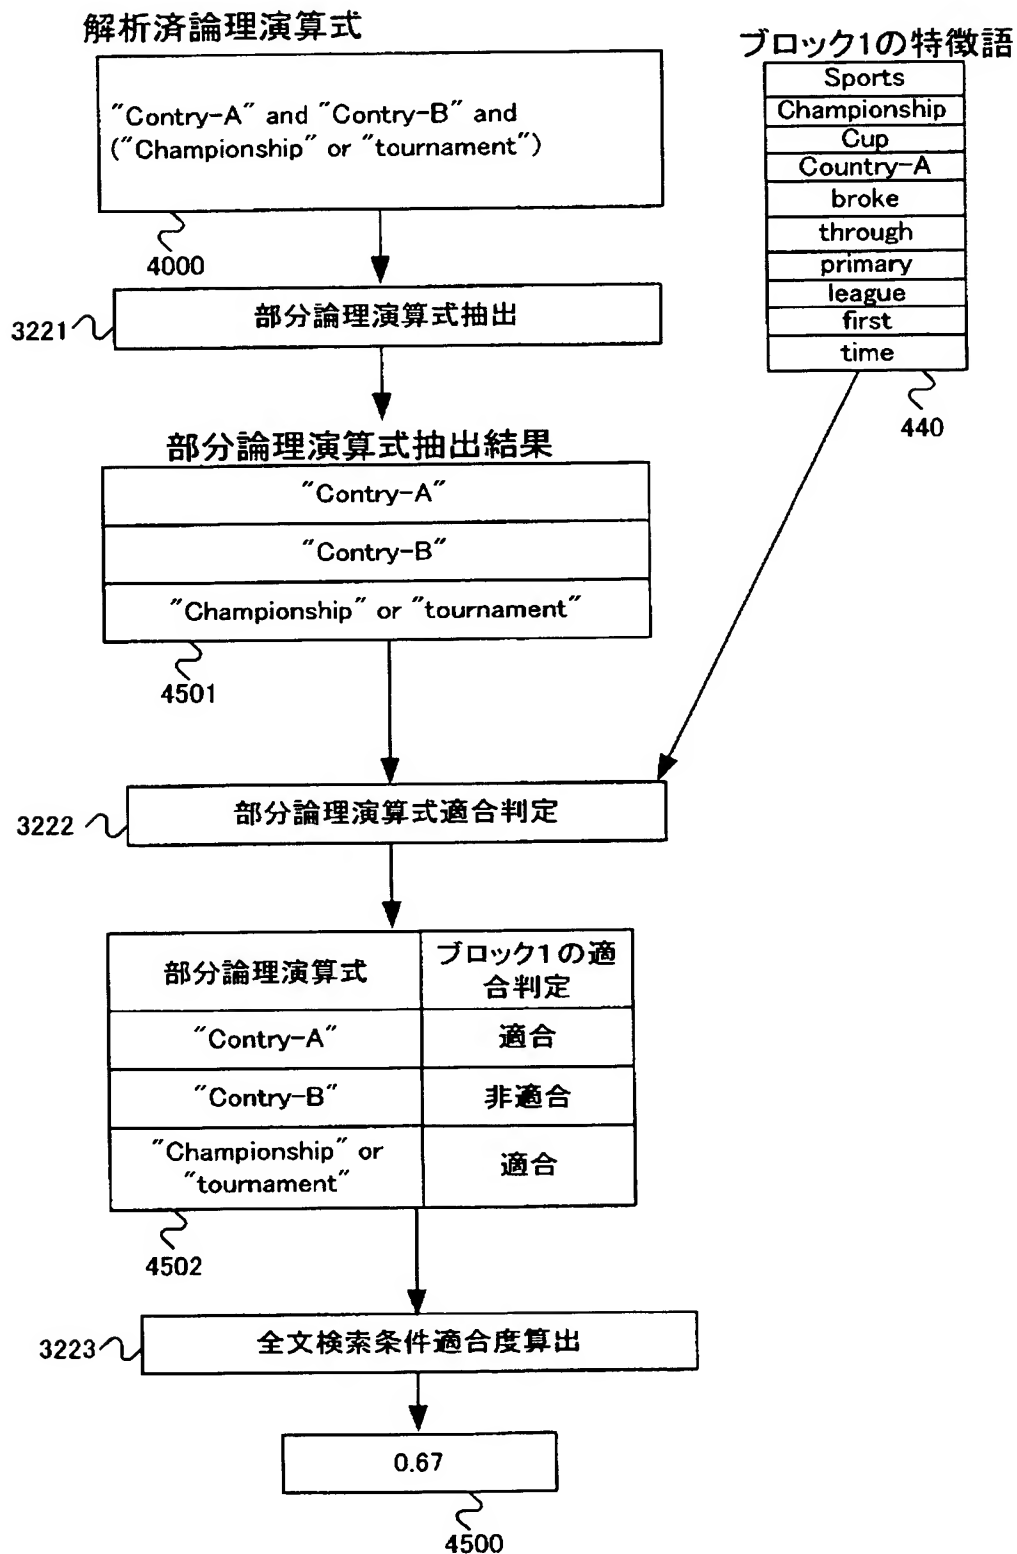 解析済論理演算式
"Contry-A" and "Contry-B" and
("Championship" or "tournament")
4000
ブロック1の特徴語
Sports
Championship
Cup
Country-A
broke
through
primary
league
first
time
440
3221
部分論理演算式抽出
部分論理演算式抽出結果
"Contry-A"
"Contry-B"
"Championship" or "tournament"
4501
3222
部分論理演算式適合判定
部分論理演算式
ブロック1の適
合判定
"Contry-A"
適合
"Contry-B"
非適合
"Championship" or
"tournament"
適合
4502
3223
全文検索条件適合度算出
0.67
4500